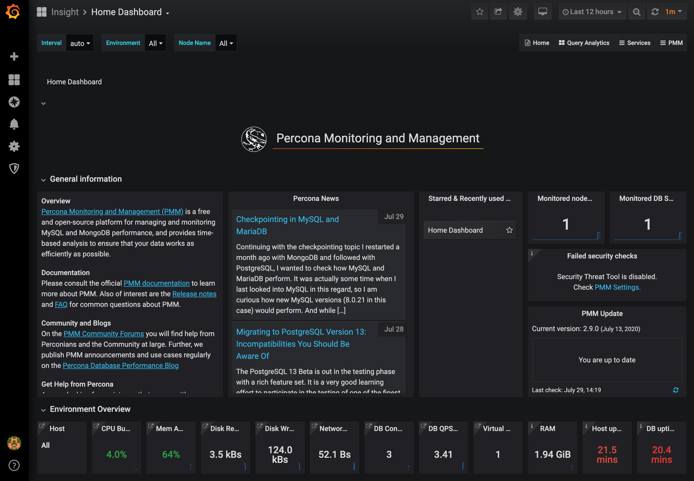 Insight > Home Dashboard
Last 12 hours
1m
Interval auto Environment All Node Name All
Home Query Analytics Services PMM
Home Dashboard
Percona Monitoring and Management
General information
Overview
Percona Monitoring and Management (PMM) is a free
and open-source platform for managing and monitoring
MySQL and MongoDB performance, and provides time-
based analysis to ensure that your data works as
efficiently as possible.
Documentation
Please consult the official PMM documentation to learn
more about PMM. Also of interest are the Release notes
and FAQ for common questions about PMM.
Community and Blogs
On the PMM Community Forums you will find help from
Perconians and the Community at large. Further, we
publish PMM announcements and use cases regularly
on the Percona Database Performance Blog
Get Help from Percona
Percona News
Checkpointing in MySQL and
MariaDB
Jul 29
Continuing with the checkpointing topic I restarted a
month ago with MongoDB and followed with
PostgreSQL, I wanted to check how MySQL and
MariaDB perform. It was actually some time when I
last looked into MySQL in this regard, so I am
curious how new MySQL versions (8.0.21 in this
case) would perform. And while [...]
Migrating to PostgreSQL Version 13:
Incompatibilities You Should Be
Aware Of
Jul 28
The PostgreSQL 13 Beta is out in the testing phase
with a rich feature set. It is a very good learning
effort to participate in the testing of one of the finest
Starred & Recently used ...
Home Dashboard
Monitored node...
1
Monitored DB S...
1
Failed security checks
Security Threat Tool is disabled.
Check PMM Settings.
PMM Update
Current version: 2.9.0 (July 13, 2020)
You are up to date
Last check: July 29, 14:19
Environment Overview
Host
All
CPU Bu...
4.0%
Mem A...
64%
Disk Re...
3.5 kBs
Disk Wr...
124.0
kBs
Networ...
52.1 Bs
DB Con...
3
DB QPS...
3.41
Virtual ...
1
RAM
1.94 GiB
Host up...
21.5
mins
DB upti...
20.4
mins